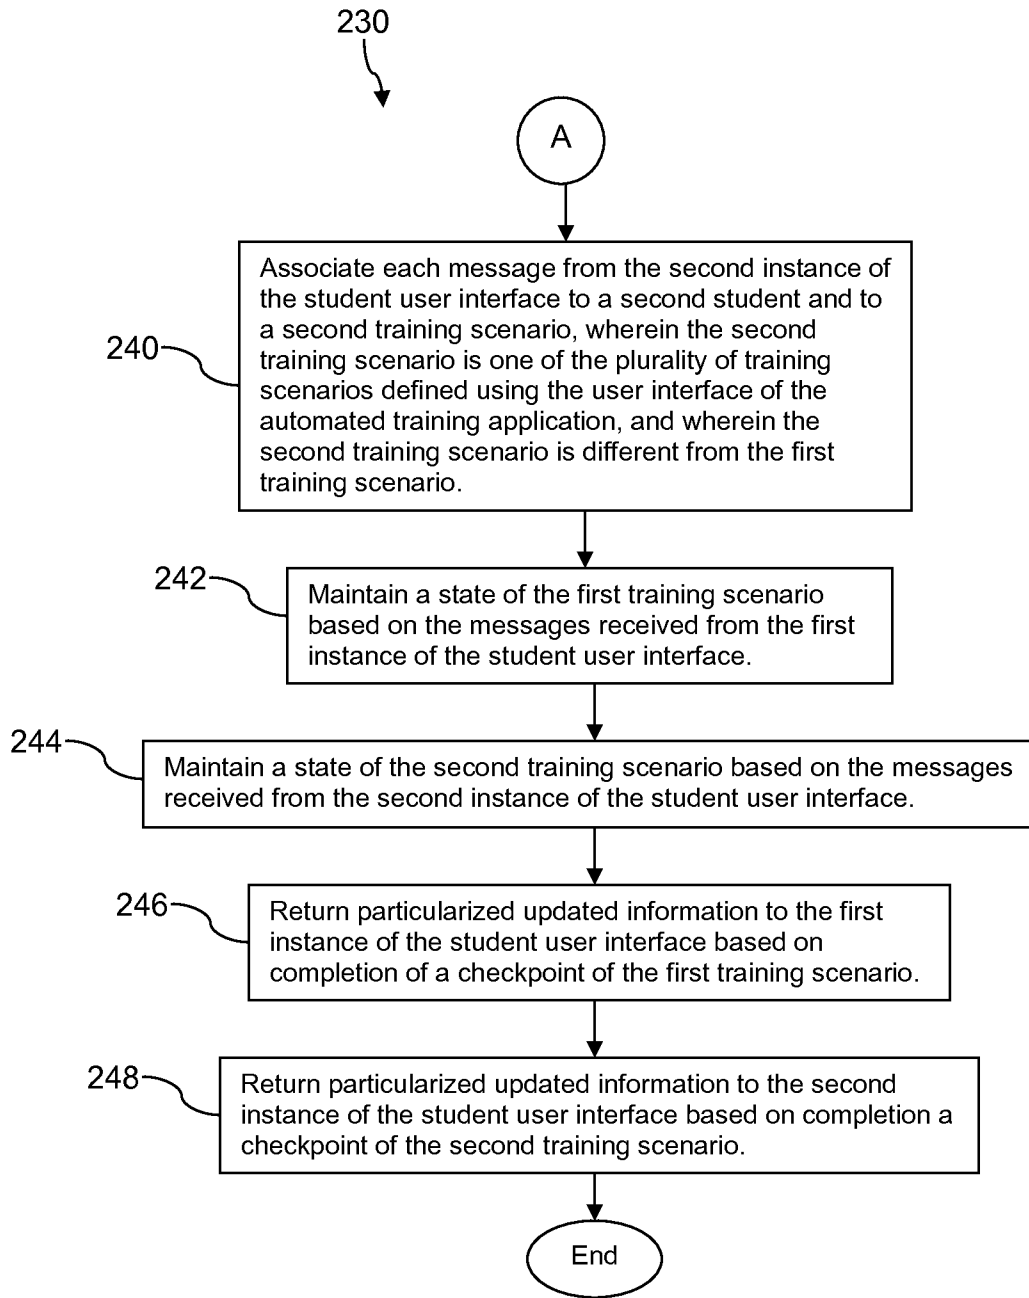 230
A
240
Associate each message from the second instance of
the student user interface to a second student and to
a second training scenario, wherein the second
training scenario is one of the plurality of training
scenarios defined using the user interface of the
automated training application, and wherein the
second training scenario is different from the first
training scenario.
242
Maintain a state of the first training scenario
based on the messages received from the first
instance of the student user interface.
244
Maintain a state of the second training scenario based on the messages
received from the second instance of the student user interface.
246
Return particularized updated information to the first
instance of the student user interface based on
completion of a checkpoint of the first training scenario.
248
Return particularized updated information to the second
instance of the student user interface based on completion a
checkpoint of the second training scenario.
End